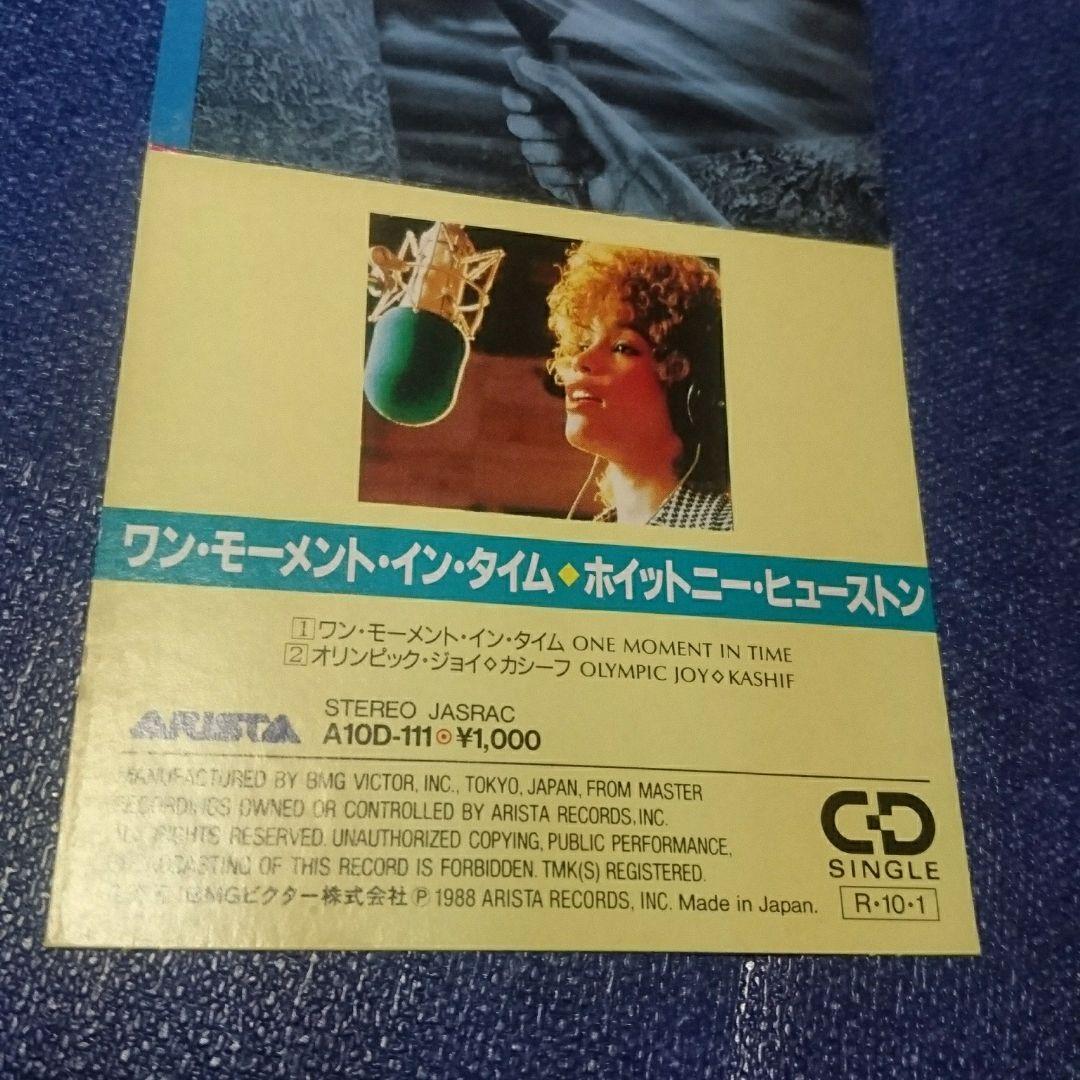 ワン・モーメント・イン・タイム◆ホイットニー・ヒューストン
1 ワン・モーメント・イン・タイム ONE MOMENT IN TIME
2 オリンピック・ジョイ◇カシーフ OLYMPIC JOY◇KASHIF
ARISTA
STEREO JASRAC
A10D-111 ¥1,000
MANUFACTURED BY BMG VICTOR, INC., TOKYO, JAPAN, FROM MASTER
RECORDINGS OWNED OR CONTROLLED BY ARISTA RECORDS, INC.
ALL RIGHTS RESERVED. UNAUTHORIZED COPYING, PUBLIC PERFORMANCE,
OF THIS RECORD IS FORBIDDEN. TMK(S) REGISTERED.
BMGビクター株式会社 Ⓟ 1988 ARISTA RECORDS, INC. Made in Japan.
CD
SINGLE
R・10・1